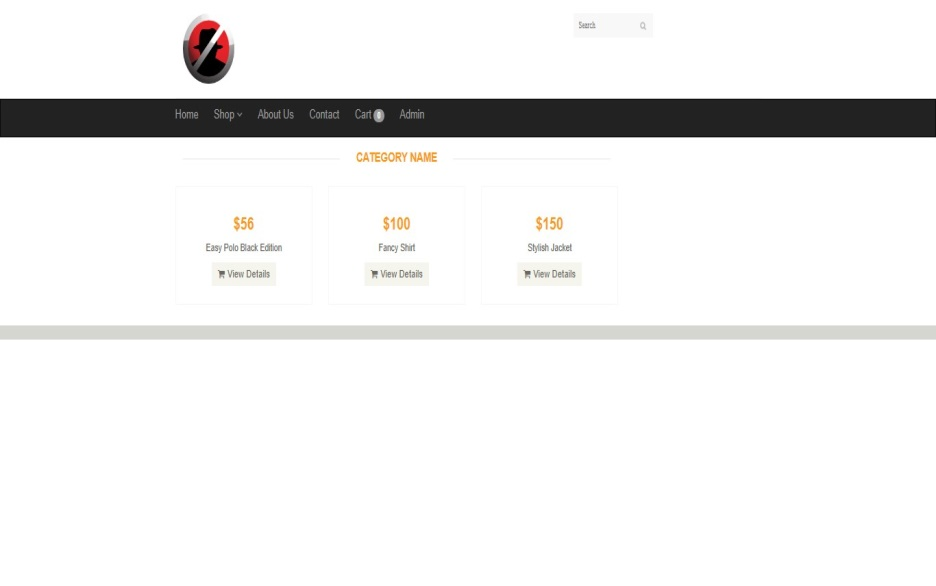 Search
Home Shop About Us Contact Cart Admin
CATEGORY NAME
$56
Easy Polo Black Edition
View Details
$100
Fancy Shirt
View Details
$150
Stylish Jacket
View Details